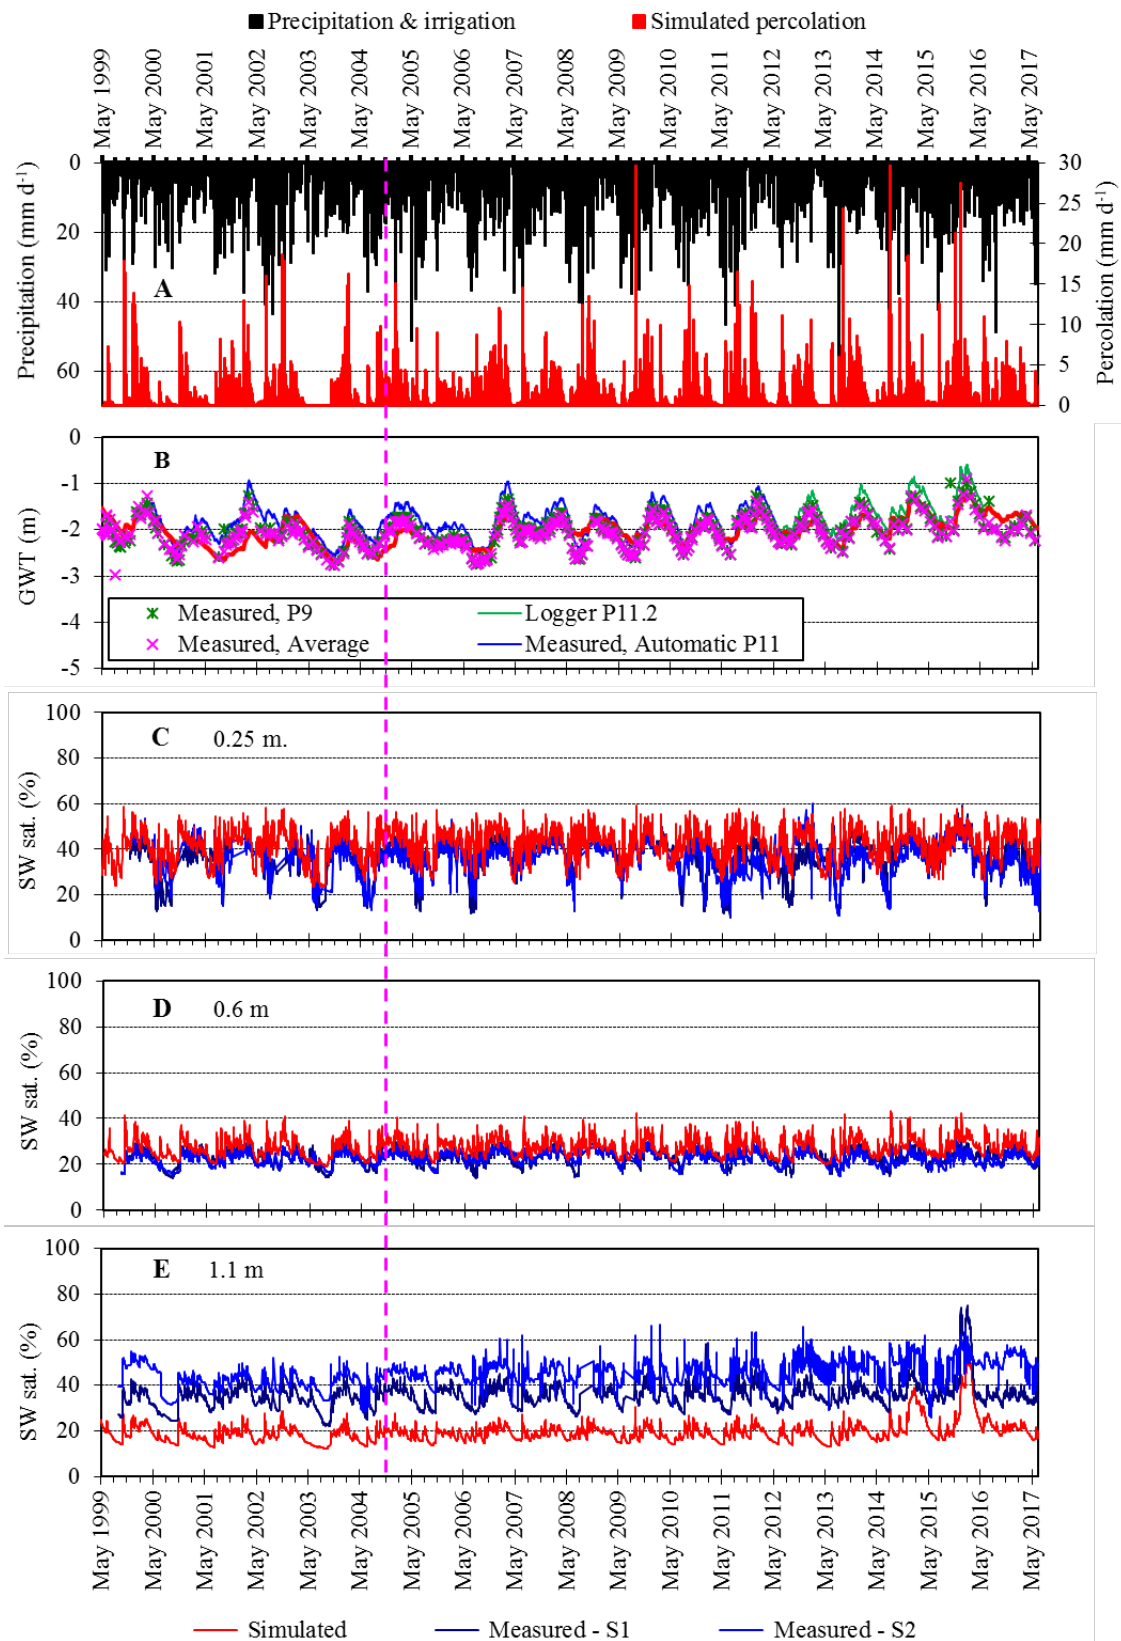 Precipitation & irrigation Simulated percolation
May 1999 May 2000 May 2001 May 2002 May 2003 May 2004 May 2005 May 2006 May 2007 May 2008 May 2009 May 2010 May 2011 May 2012 May 2013 May 2014 May 2015 May 2016 May 2017
Precipitation (mm d-1)
0
20
40
60
A
30
25
20
15
10
5
0
Percolation (mm d-1)
GWT (m)
0
-1
-2
-3
-4
-5
B
Measured, P9 Logger P11.2
Measured, Average Measured, Automatic P11
SW sat. (%)
100
80
60
40
20
0
C 0.25 m.
SW sat. (%)
100
80
60
40
20
0
D 0.6 m
SW sat. (%)
100
80
60
40
20
0
E 1.1 m
May 1999 May 2000 May 2001 May 2002 May 2003 May 2004 May 2005 May 2006 May 2007 May 2008 May 2009 May 2010 May 2011 May 2012 May 2013 May 2014 May 2015 May 2016 May 2017
Simulated Measured - S1 Measured - S2